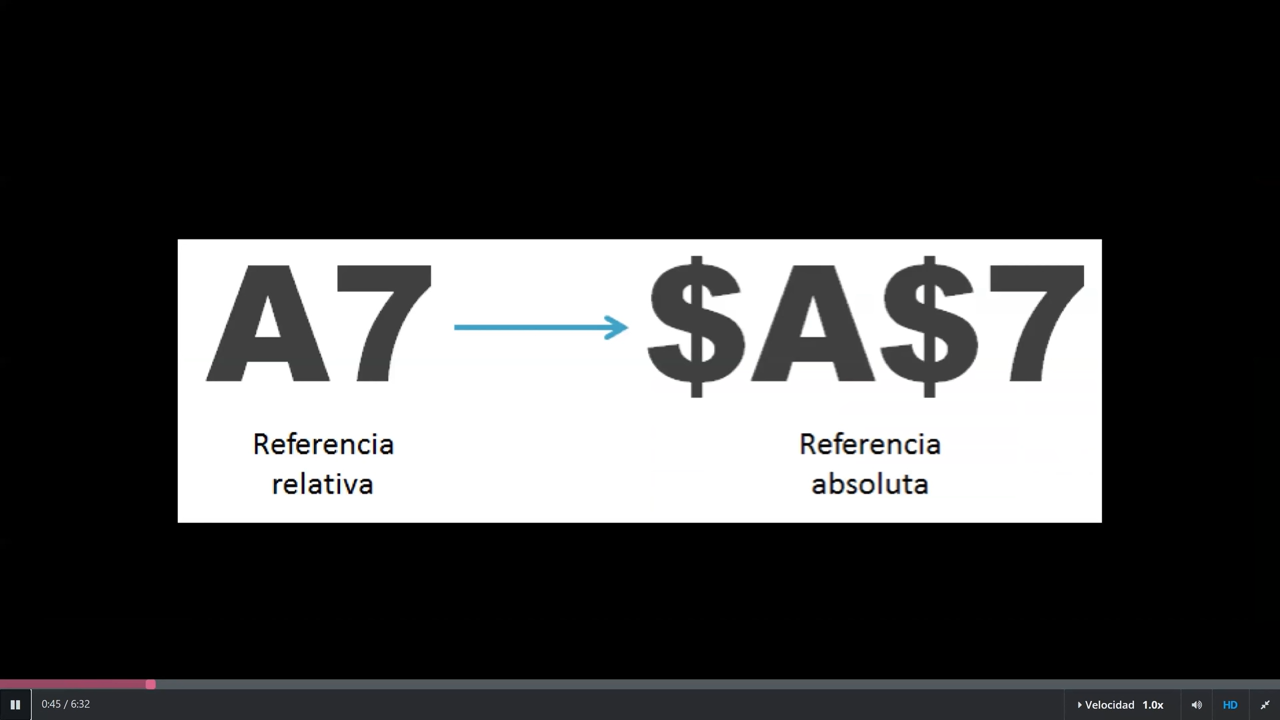 A7 $A$7
Referencia
relativa
Referencia
absoluta
0:45 / 6:32
Velocidad 1.0x
HD